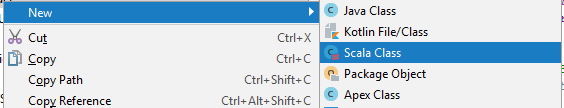 New
Cut Ctrl+X
Copy Ctrl+C
Copy Path Ctrl+Shift+C
Copy Reference Ctrl+Alt+Shift+C
Java Class
Kotlin File/Class
Scala Class
Package Object
Apex Class